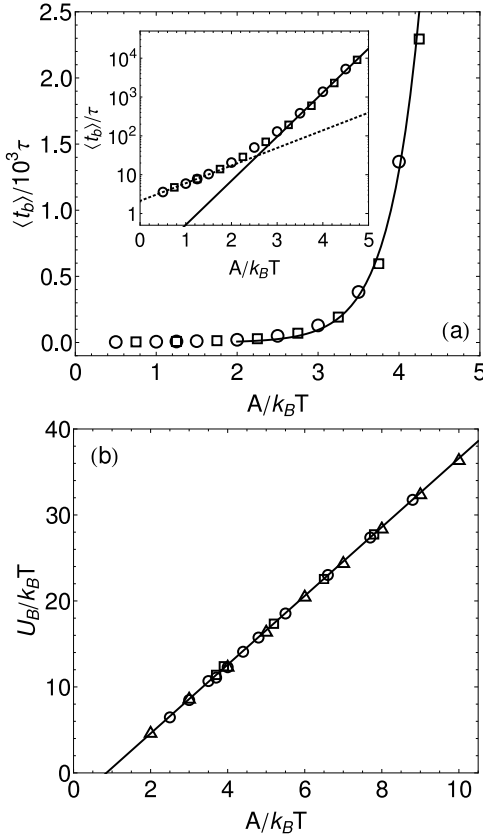 2.5
2.0
1.5
1.0
0.5
0.0
⟨t_b⟩/10³τ
10⁴
10³
10²
10
1
⟨t_b⟩/τ
0 1 2 3 4 5
A/k_BT
(a)
0 1 2 3 4 5
A/k_BT
(b)
40
30
20
10
0
U_B/k_BT
0 2 4 6 8 10
A/k_BT